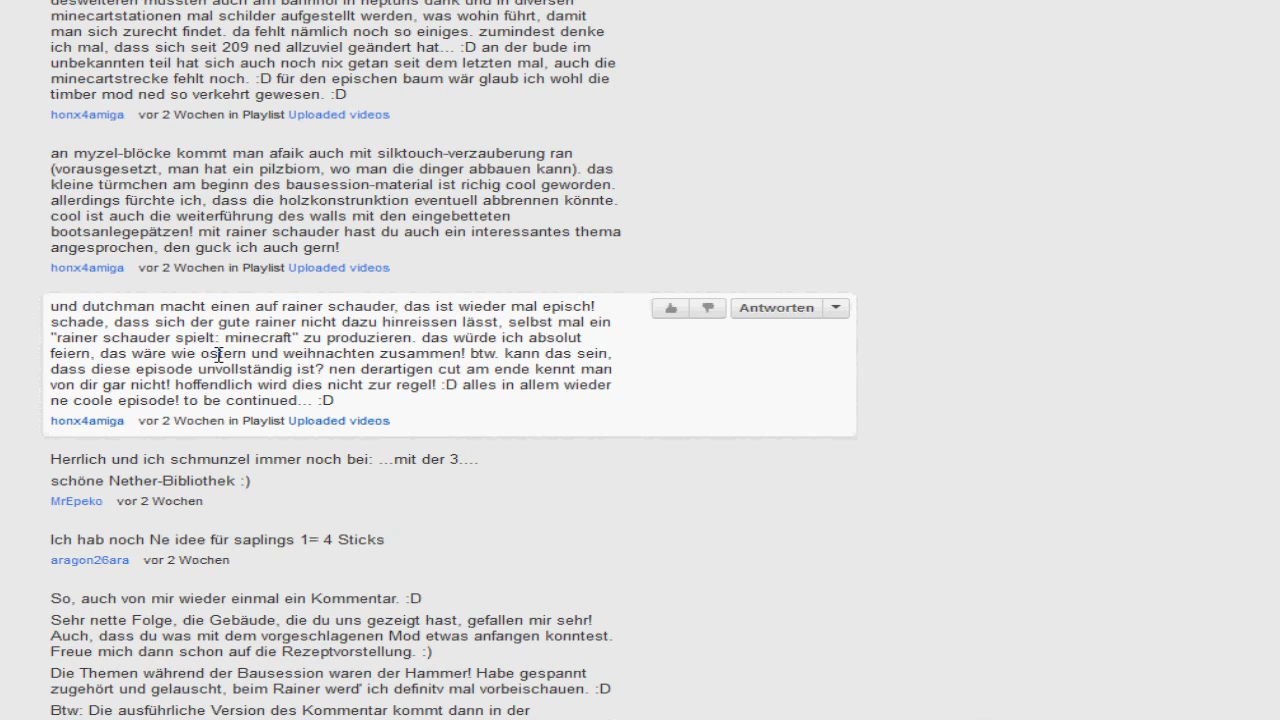 desweiteren müssten auch am bahnhof in neptuns dank und in diversen
minecartstationen mal schilder aufgestellt werden, was wohin führt, damit
man sich zurecht findet. da fehlt nämlich noch so einiges. zumindest denke
ich mal, dass sich seit 209 ned allzuviel geändert hat... :D an der bude im
unbekannten teil hat sich auch noch nix getan seit dem letzten mal, auch die
minecartstrecke fehlt noch. :D für den epischen baum wär glaub ich wohl die
timber mod ned so verkehrt gewesen. :D
honx4amiga vor 2 Wochen in Playlist Uploaded videos
an myzel-blöcke kommt man afaik auch mit silktouch-verzauberung ran
(vorausgesetzt, man hat ein pilzbiom, wo man die dinger abbauen kann). das
kleine türmchen am beginn des bausession-material ist richig cool geworden.
allerdings fürchte ich, dass die holzkonstrunktion eventuell abbrennen könnte.
cool ist auch die weiterführung des walls mit den eingebetteten
bootsanlegepätzen! mit rainer schauder hast du auch ein interessantes thema
angesprochen, den guck ich auch gern!
honx4amiga vor 2 Wochen in Playlist Uploaded videos
und dutchman macht einen auf rainer schauder, das ist wieder mal episch!
schade, dass sich der gute rainer nicht dazu hinreissen lässt, selbst mal ein
"rainer schauder spielt: minecraft" zu produzieren. das würde ich absolut
feiern, das wäre wie ostern und weihnachten zusammen! btw. kann das sein,
dass diese episode unvollständig ist? nen derartigen cut am ende kennt man
von dir gar nicht! hoffendlich wird dies nicht zur regel! :D alles in allem wieder
ne coole episode! to be continued... :D
honx4amiga vor 2 Wochen in Playlist Uploaded videos
Antworten
Herrlich und ich schmunzel immer noch bei: ...mit der 3....
schöne Nether-Bibliothek :)
MrEpeko vor 2 Wochen
Ich hab noch Ne idee für saplings 1= 4 Sticks
aragon26ara vor 2 Wochen
So, auch von mir wieder einmal ein Kommentar. :D
Sehr nette Folge, die Gebäude, die du uns gezeigt hast, gefallen mir sehr!
Auch, dass du was mit dem vorgeschlagenen Mod etwas anfangen konntest.
Freue mich dann schon auf die Rezeptvorstellung. :)
Die Themen während der Bausession waren der Hammer! Habe gespannt
zugehört und gelauscht, beim Rainer werd' ich definitv mal vorbeischauen. :D
Btw: Die ausführliche Version des Kommentar kommt dann in der